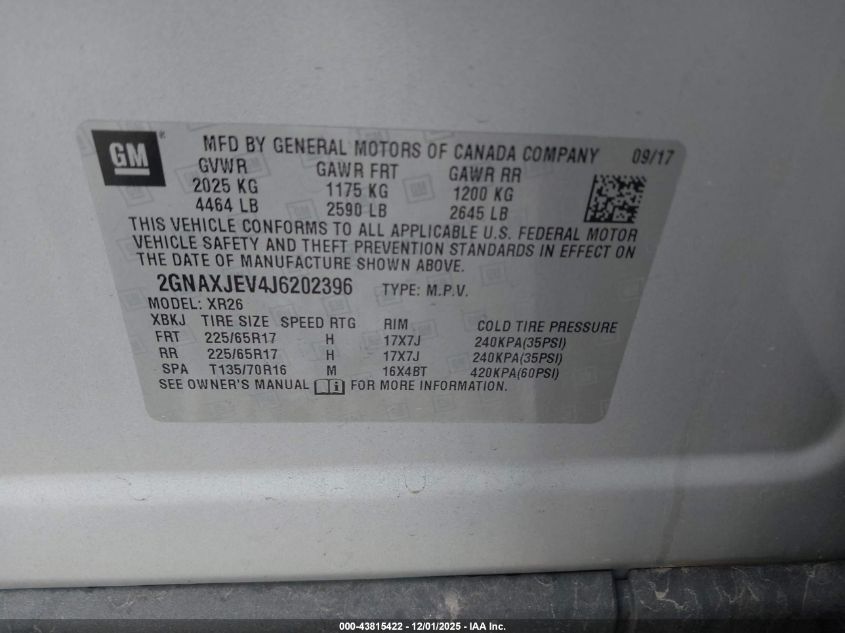 GM ® MFD BY GENERAL MOTORS OF CANADA COMPANY 09/17
GVWR GAWR FRT GAWR RR
2025 KG 1175 KG 1200 KG
4464 LB 2590 LB 2645 LB
THIS VEHICLE CONFORMS TO ALL APPLICABLE U.S. FEDERAL MOTOR
VEHICLE SAFETY AND THEFT PREVENTION STANDARDS IN EFFECT ON
THE DATE OF MANUFACTURE SHOWN ABOVE.
2GNAXJEV4J6202396 TYPE: M.P.V.
MODEL: XR26
XBKJ TIRE SIZE SPEED RTG RIM COLD TIRE PRESSURE
FRT 225/65R17 H 17X7J 240KPA(35PSI)
RR 225/65R17 H 17X7J 240KPA(35PSI)
SPA T135/70R16 M 16X4BT 420KPA(60PSI)
SEE OWNER'S MANUAL FOR MORE INFORMATION.
000-43815422 - 12/01/2025 - IAA Inc.